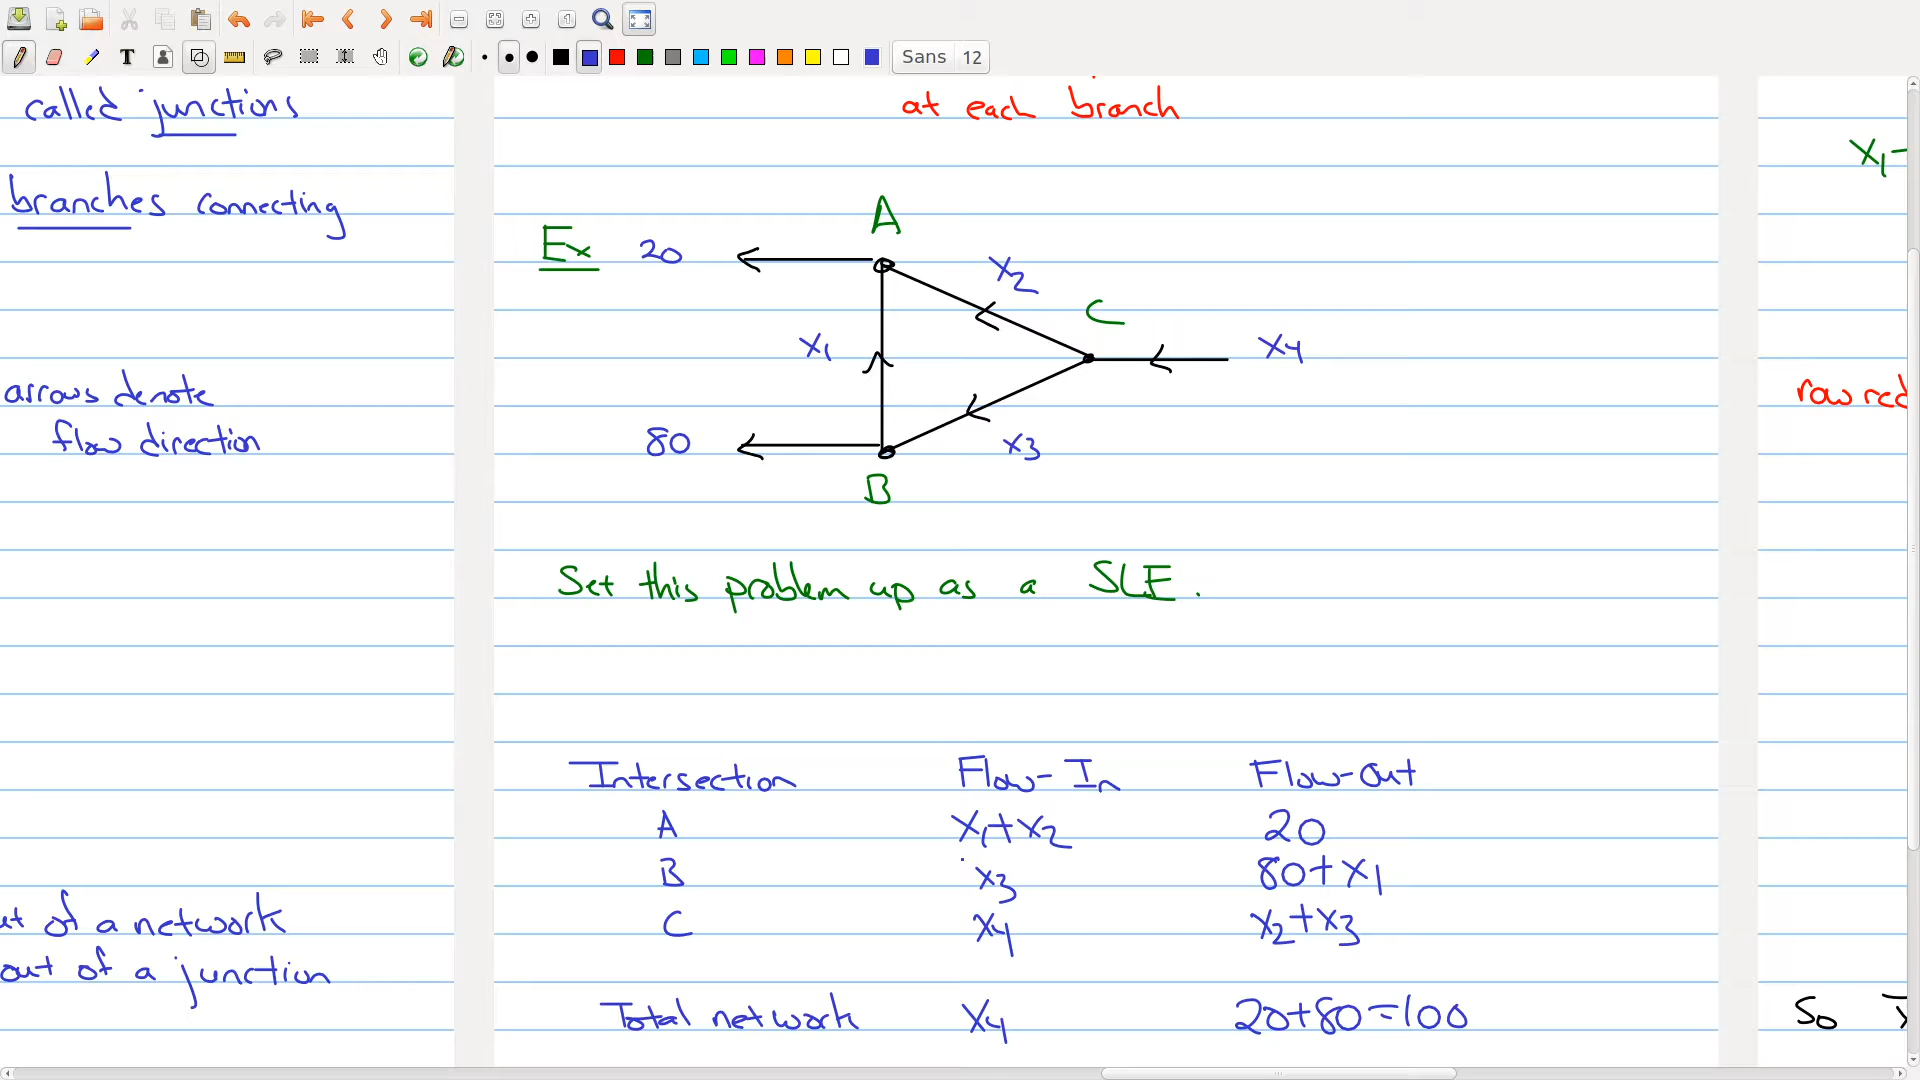 Sans 12
called junctions
branches connecting
arrows denote
flow direction
of a network
out of a junction
at each branch
Ex
20
A
x2
C
x1
x4
80
x3
B
Set this problem up as a SLE.
Intersection Flow-In Flow-Out
A x1+x2 20
B x3 80+x1
C x4 x2+x3
Total network x4 20+80=100
x1-
row red
So